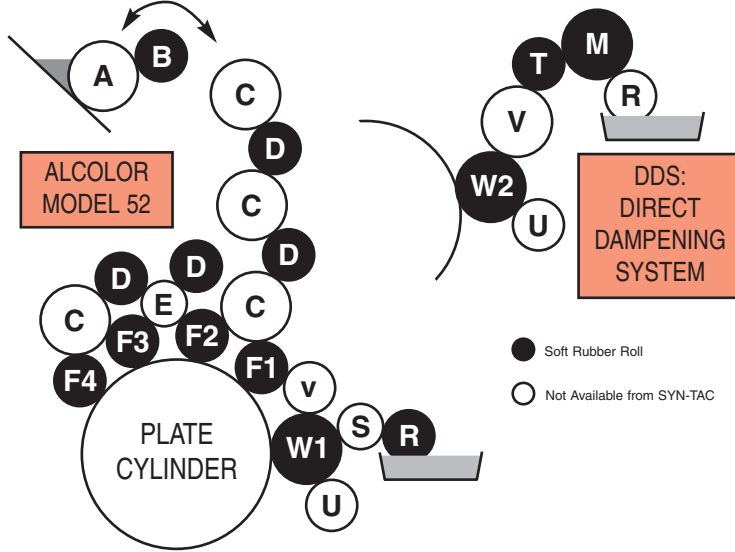 A
B
C
D
C
D
C
ALCOLOR
MODEL 52
D
D
E
C
F3
F2
F4
F1
v
S
R
W1
U
PLATE
CYLINDER
M
T
R
V
W2
U
DDS:
DIRECT
DAMPENING
SYSTEM
Soft Rubber Roll
Not Available from SYN-TAC